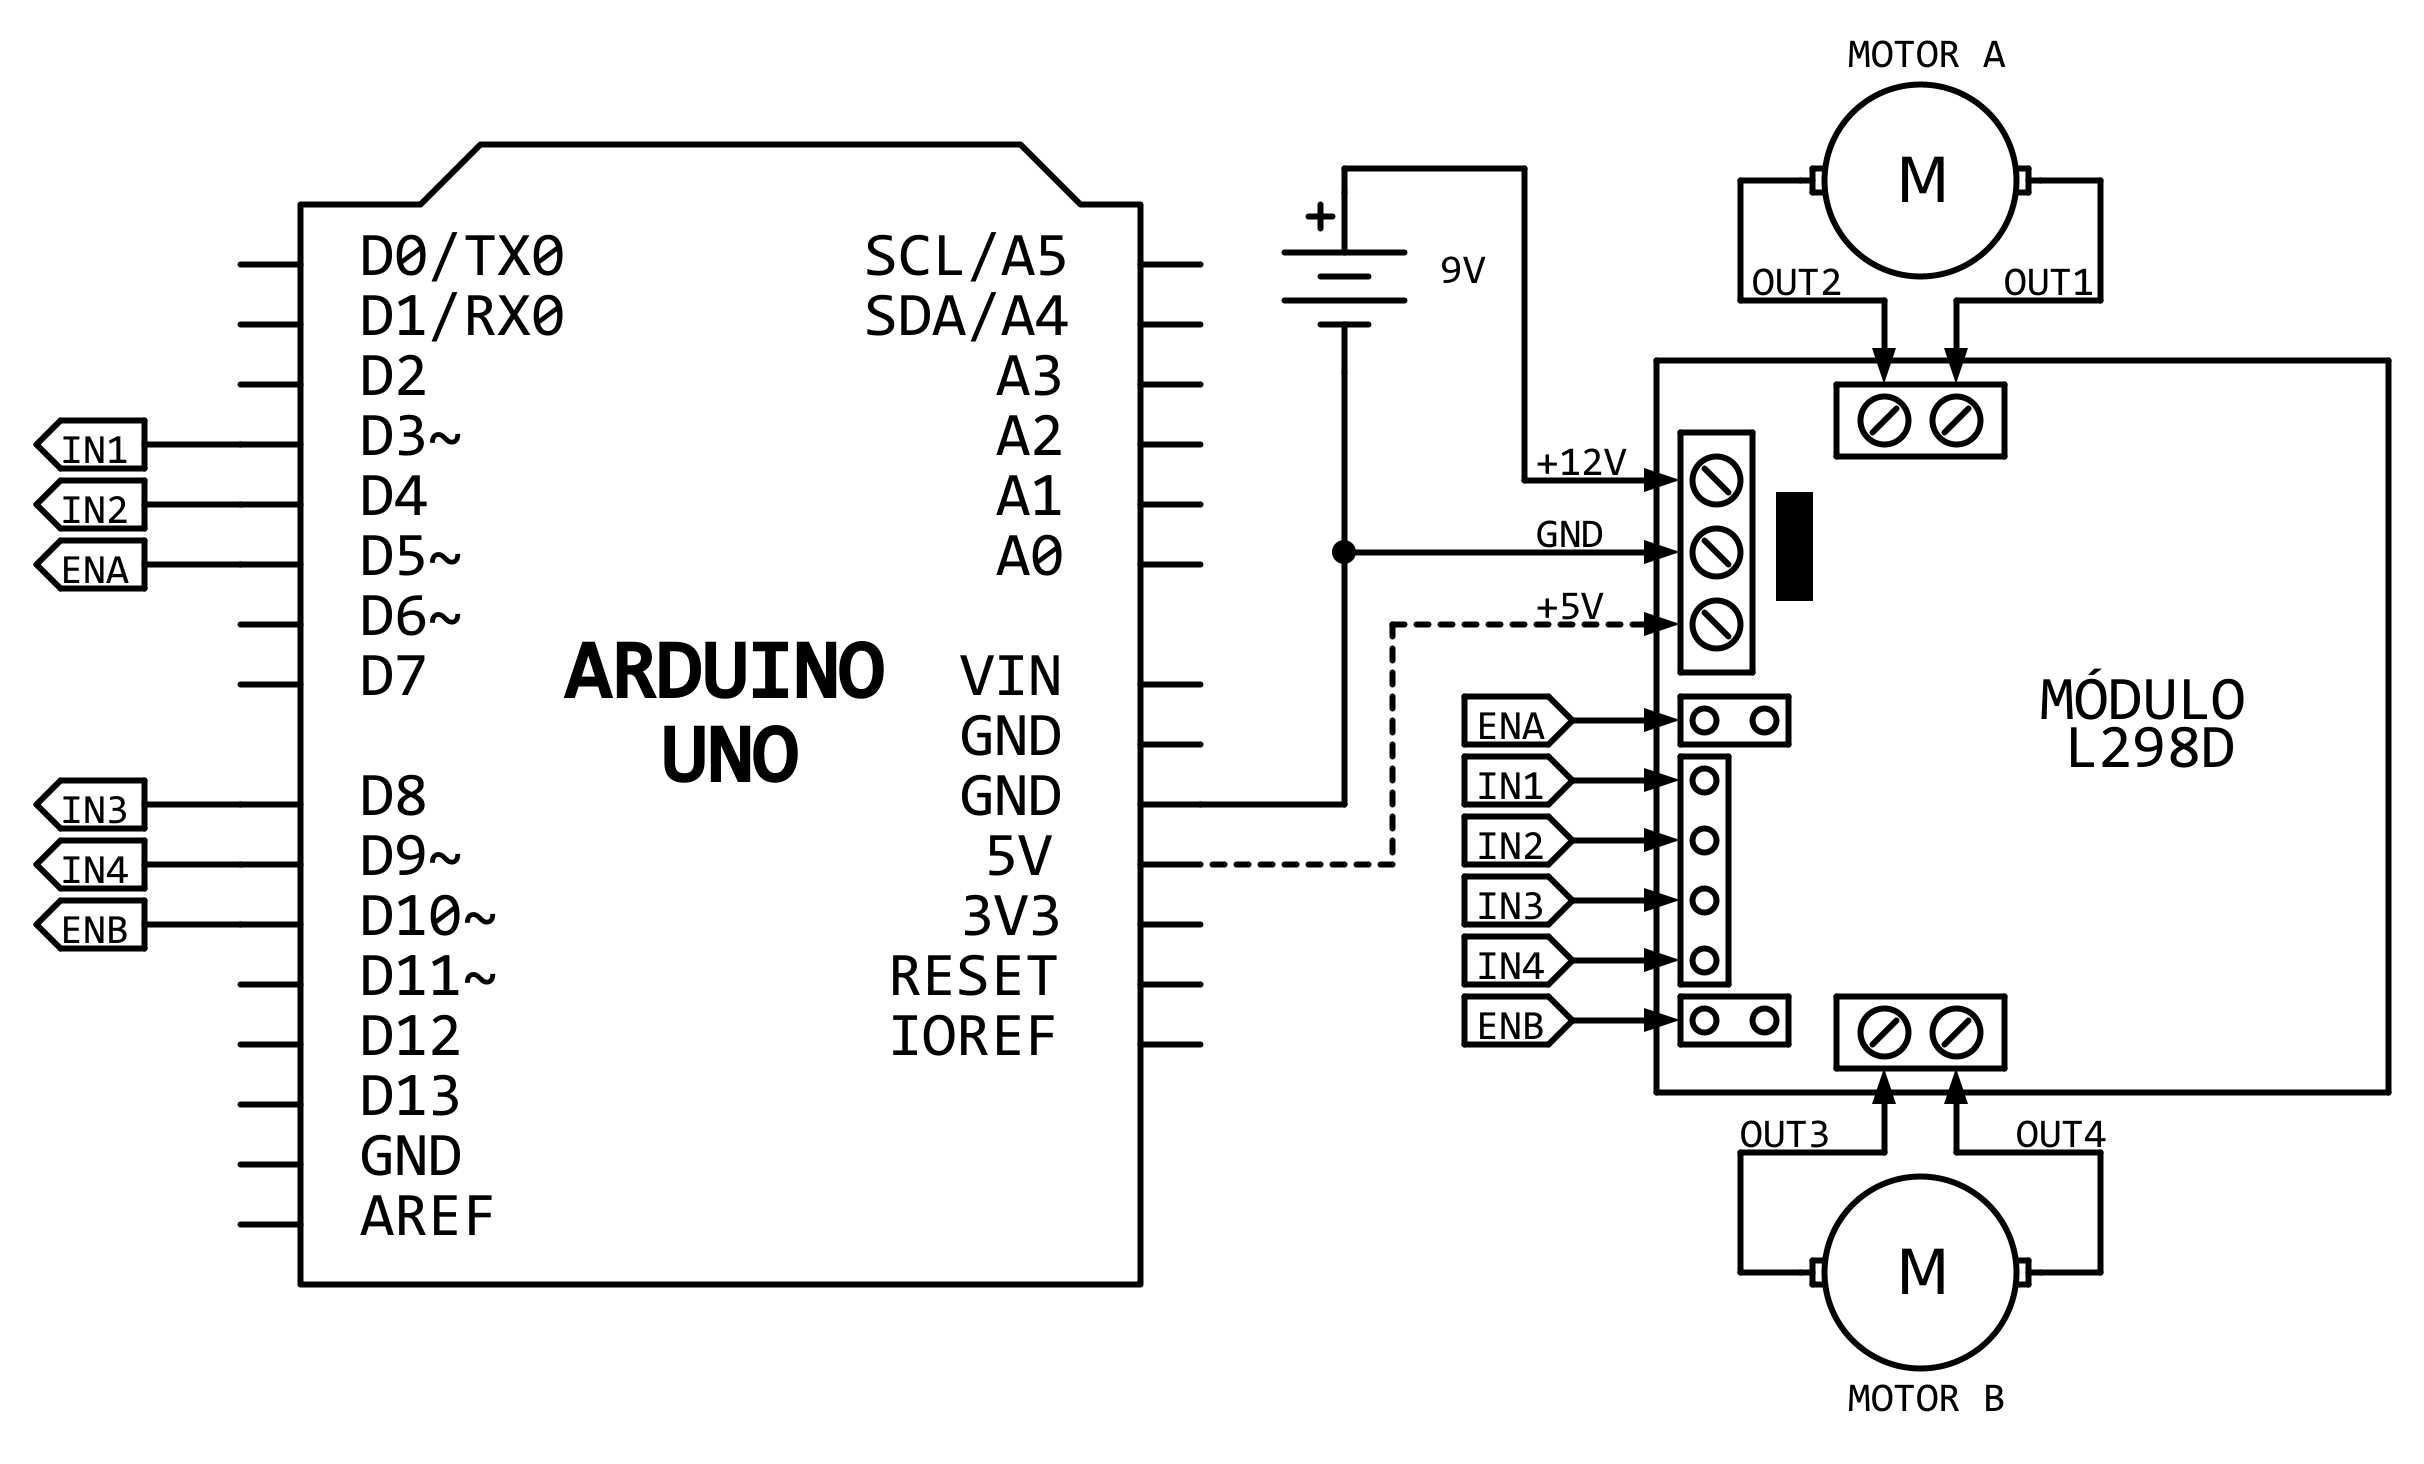 MOTOR A
M
OUT2
OUT1
D0/TX0
D1/RX0
D2
D3~
D4
D5~
D6~
D7
D8
D9~
D10~
D11~
D12
D13
GND
AREF
IN1
IN2
ENA
IN3
IN4
ENB
ARDUINO
UNO
SCL/A5
SDA/A4
A3
A2
A1
A0
VIN
GND
GND
5V
3V3
RESET
IOREF
+
9V
+12V
GND
+5V
ENA
IN1
IN2
IN3
IN4
ENB
MÓDULO
L298D
OUT3
OUT4
M
MOTOR B